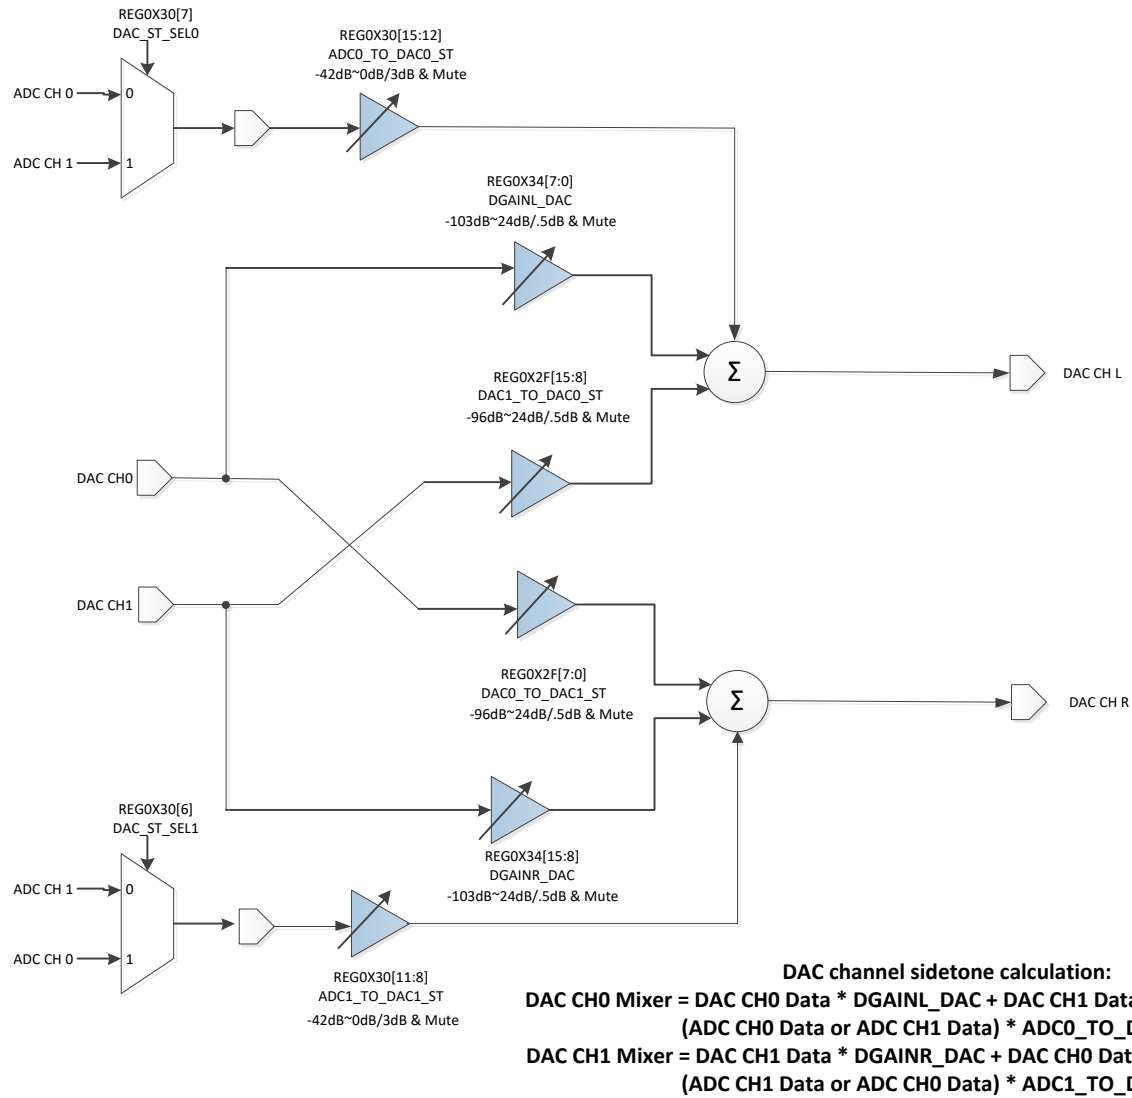 REG0X30[7]
DAC_ST_SEL0
REG0X30[15:12]
ADC0_TO_DAC0_ST
-42dB~0dB/3dB & Mute
ADC CH 0
0
ADC CH 1
1
REG0X34[7:0]
DGAINL_DAC
-103dB~24dB/.5dB & Mute
Σ
DAC CH L
REG0X2F[15:8]
DAC1_TO_DAC0_ST
-96dB~24dB/.5dB & Mute
DAC CH0
DAC CH1
REG0X2F[7:0]
DAC0_TO_DAC1_ST
-96dB~24dB/.5dB & Mute
Σ
DAC CH R
REG0X30[6]
DAC_ST_SEL1
REG0X34[15:8]
DGAINR_DAC
-103dB~24dB/.5dB & Mute
ADC CH 1
0
ADC CH 0
1
REG0X30[11:8]
ADC1_TO_DAC1_ST
-42dB~0dB/3dB & Mute
DAC channel sidetone calculation:
DAC CH0 Mixer = DAC CH0 Data * DGAINL_DAC + DAC CH1 Data
(ADC CH0 Data or ADC CH1 Data) * ADC0_TO_D
DAC CH1 Mixer = DAC CH1 Data * DGAINR_DAC + DAC CH0 Dat
(ADC CH1 Data or ADC CH0 Data) * ADC1_TO_D